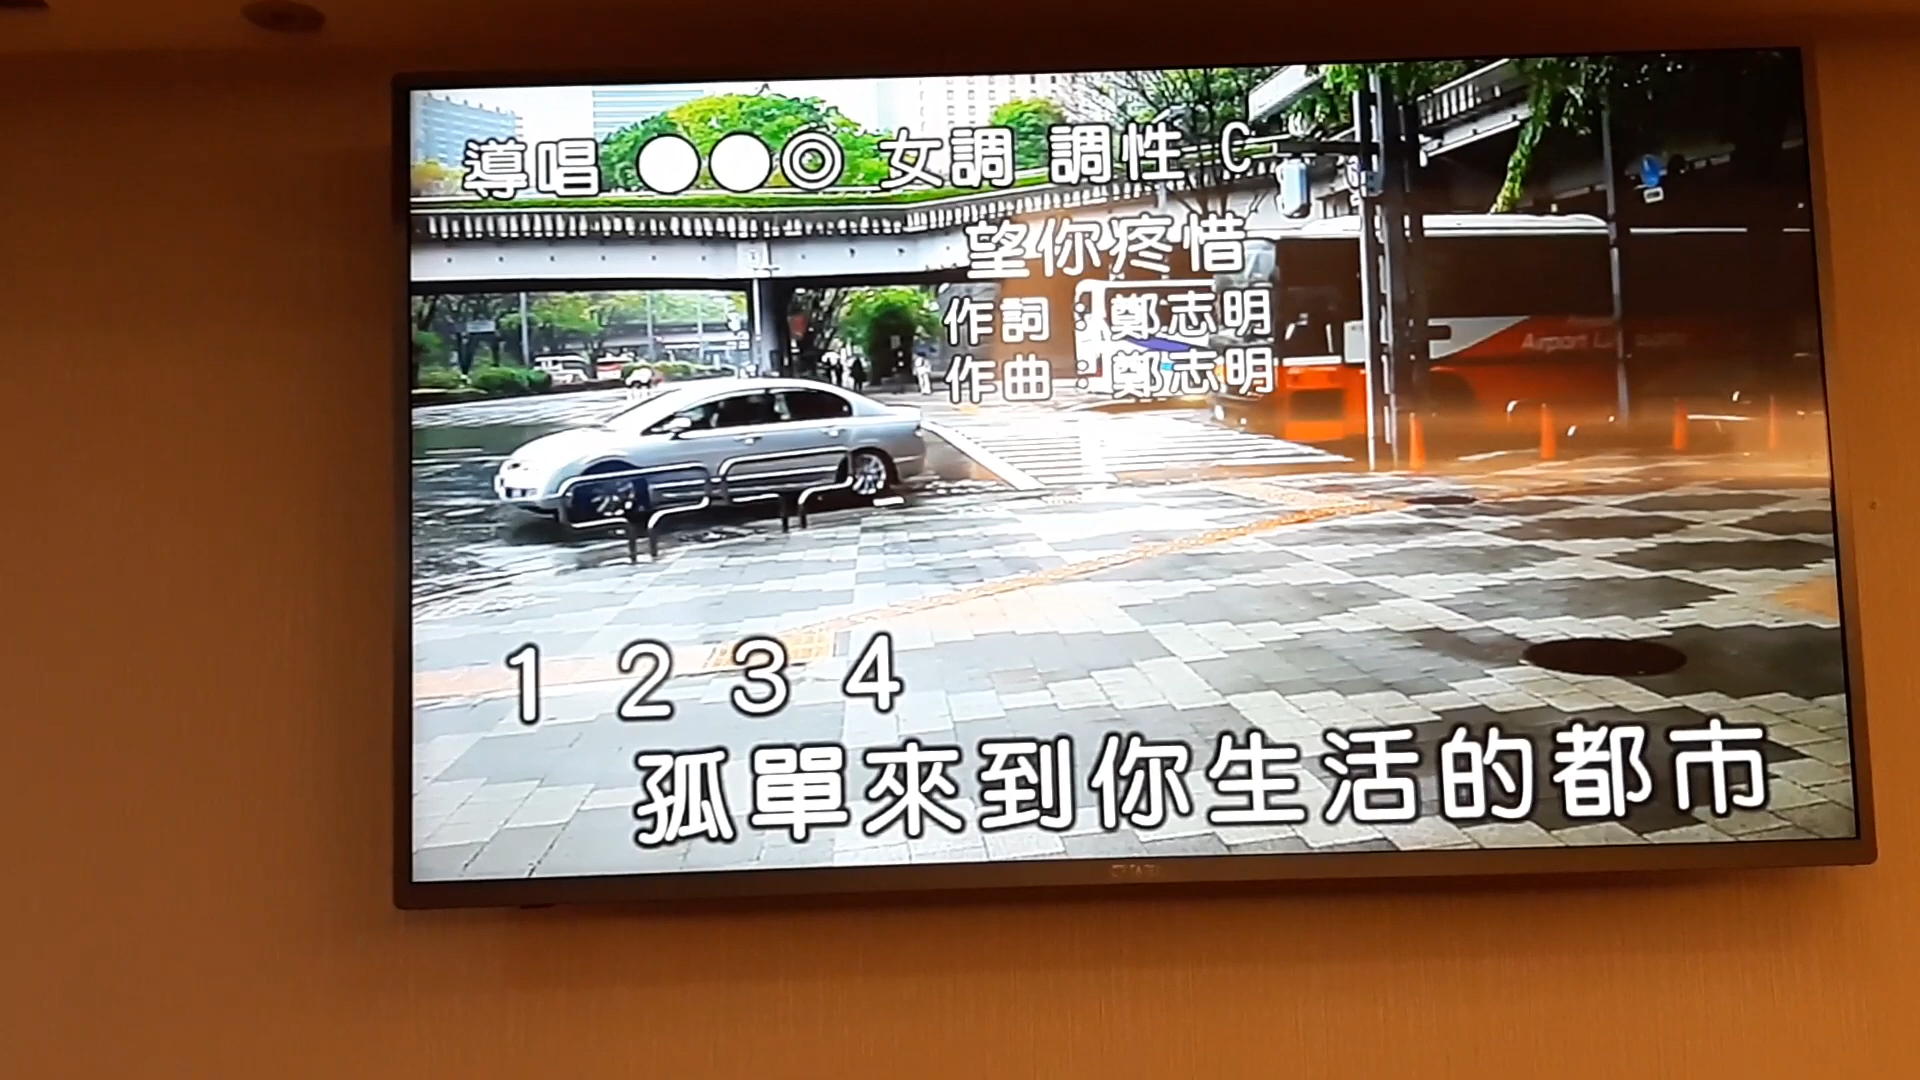 導唱 ●●◎ 女調 調性 C
望你疼惜
作詞：鄭志明
作曲：鄭志明
Airport
1 2 3 4
孤單來到你生活的都市